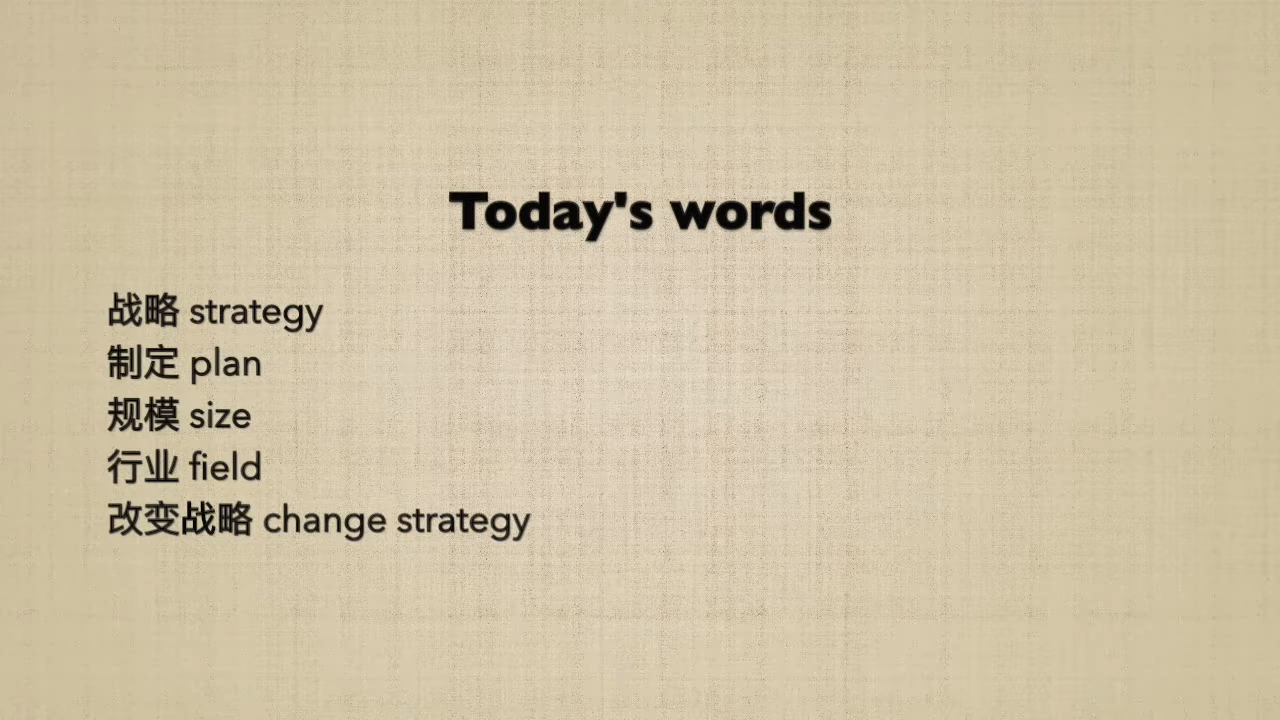 Today's words
战略 strategy
制定 plan
规模 size
行业 field
改变战略 change strategy